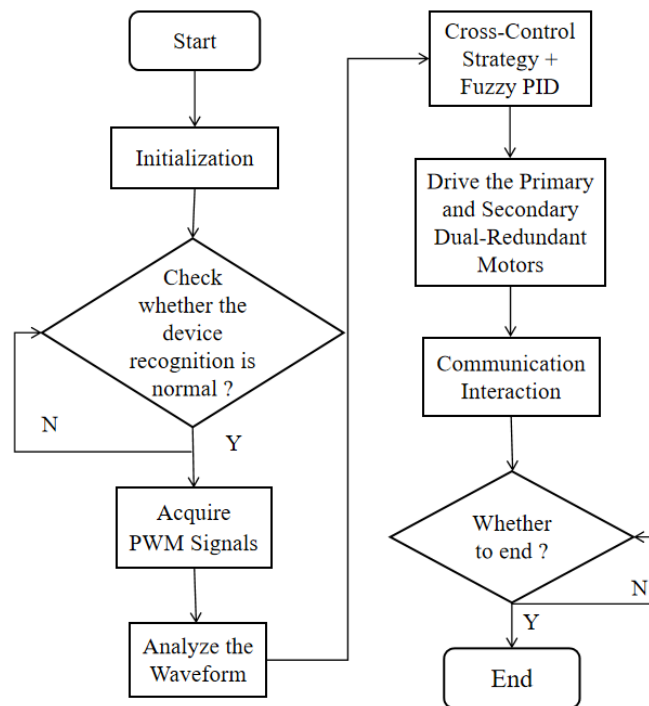 Start
Initialization
Check
whether the
device
recognition is
normal ?
N
Y
Acquire
PWM Signals
Analyze the
Waveform
Cross-Control
Strategy +
Fuzzy PID
Drive the Primary
and Secondary
Dual-Redundant
Motors
Communication
Interaction
Whether
to end ?
N
Y
End